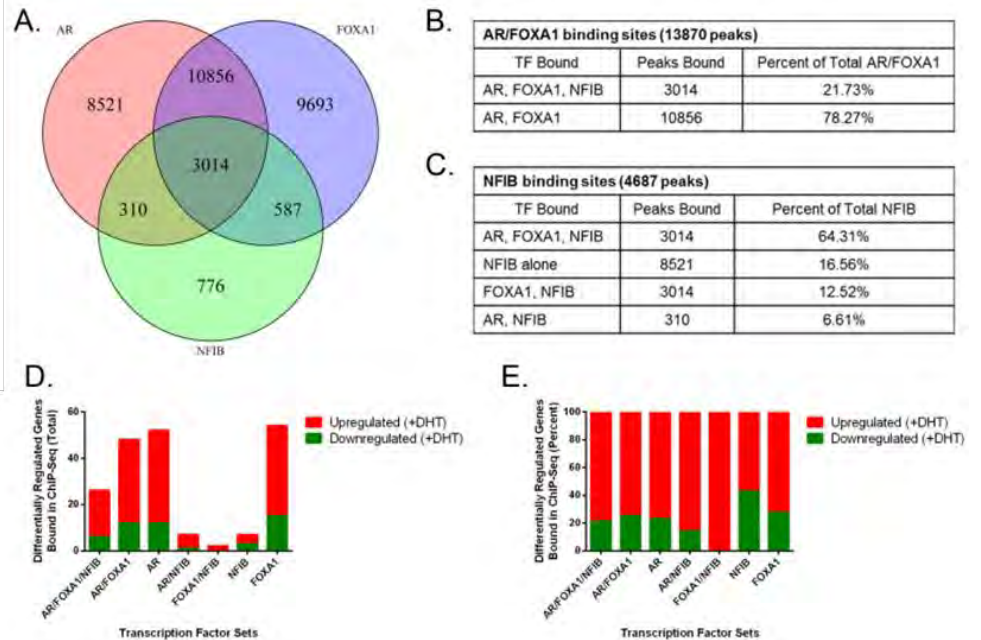 A.
AR
FOXA1
10856
8521
9693
3014
310
587
776
NFIB
B.
AR/FOXA1 binding sites (13870 peaks)
TF Bound Peaks Bound Percent of Total AR/FOXA1
AR, FOXA1, NFIB 3014 21.73%
AR, FOXA1 10856 78.27%
C.
NFIB binding sites (4687 peaks)
TF Bound Peaks Bound Percent of Total NFIB
AR, FOXA1, NFIB 3014 64.31%
NFIB alone 8521 16.56%
FOXA1, NFIB 3014 12.52%
AR, NFIB 310 6.61%
D.
Differentially Regulated Genes
Bound in ChIP-Seq (Total)
60
40
20
0
Upregulated (+DHT)
Downregulated (+DHT)
AR/FOXA1/NFIB
AR/FOXA1
AR
AR/NFIB
FOXA1/NFIB
NFIB
FOXA1
Transcription Factor Sets
E.
Differentially Regulated Genes
Bound in ChIP-Seq (Percent)
100
80
60
40
20
0
Upregulated (+DHT)
Downregulated (+DHT)
AR/FOXA1/NFIB
AR/FOXA1
AR
AR/NFIB
FOXA1/NFIB
NFIB
FOXA1
Transcription Factor Sets